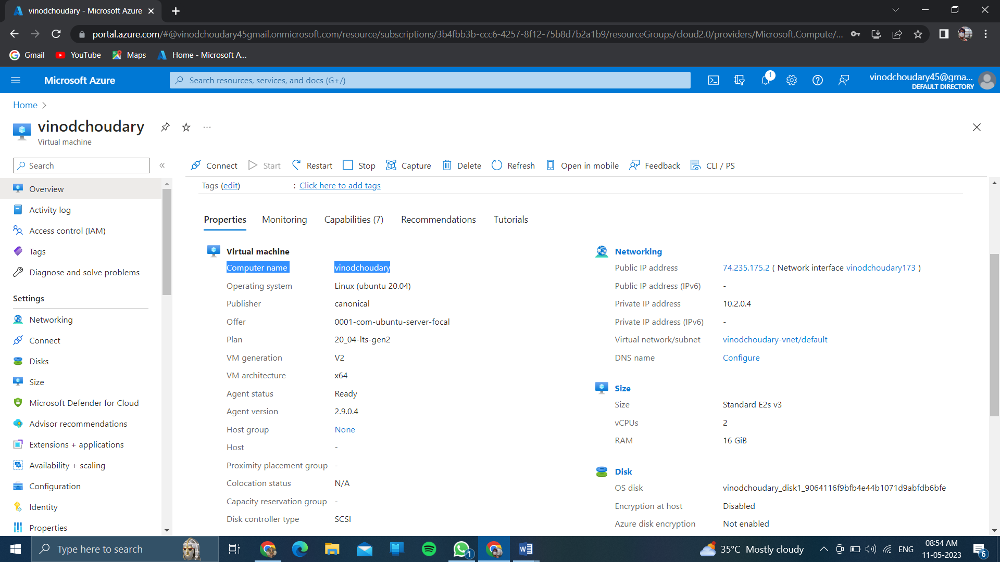 vinodchoudary - Microsoft Azure
portal.azure.com/#@vinodchoudary45gmail.onmicrosoft.com/resource/subscriptions/3b4fbb3b-ccc6-4257-8f12-75b8d7b2a1b9/resourceGroups/cloud2.0/providers/Microsoft.Compute/...
Gmail YouTube Maps Home - Microsoft A...
Microsoft Azure
Search resources, services, and docs (G+/)
1
vinodchoudary45@gma...
DEFAULT DIRECTORY
Home
vinodchoudary
Virtual machine
Search
Connect Start Restart Stop Capture Delete Refresh Open in mobile Feedback CLI / PS
Overview
Activity log
Access control (IAM)
Tags
Diagnose and solve problems
Settings
Networking
Connect
Disks
Size
Microsoft Defender for Cloud
Advisor recommendations
Extensions + applications
Availability + scaling
Configuration
Identity
Properties
Tags (edit) : Click here to add tags
Properties Monitoring Capabilities (7) Recommendations Tutorials
Virtual machine
Computer name vinodchoudary
Operating system Linux (ubuntu 20.04)
Publisher canonical
Offer 0001-com-ubuntu-server-focal
Plan 20_04-lts-gen2
VM generation V2
VM architecture x64
Agent status Ready
Agent version 2.9.0.4
Host group None
Host -
Proximity placement group -
Colocation status N/A
Capacity reservation group -
Disk controller type SCSI
Networking
Public IP address 74.235.175.2 ( Network interface vinodchoudary173 )
Public IP address (IPv6) -
Private IP address 10.2.0.4
Private IP address (IPv6) -
Virtual network/subnet vinodchoudary-vnet/default
DNS name Configure
Size
Size Standard E2s v3
vCPUs 2
RAM 16 GiB
Disk
OS disk vinodchoudary_disk1_9064116f9bfb4e44b1071d9abfdb6bfe
Encryption at host Disabled
Azure disk encryption Not enabled
Type here to search
1
35°C Mostly cloudy
ENG
08:54 AM
11-05-2023
6